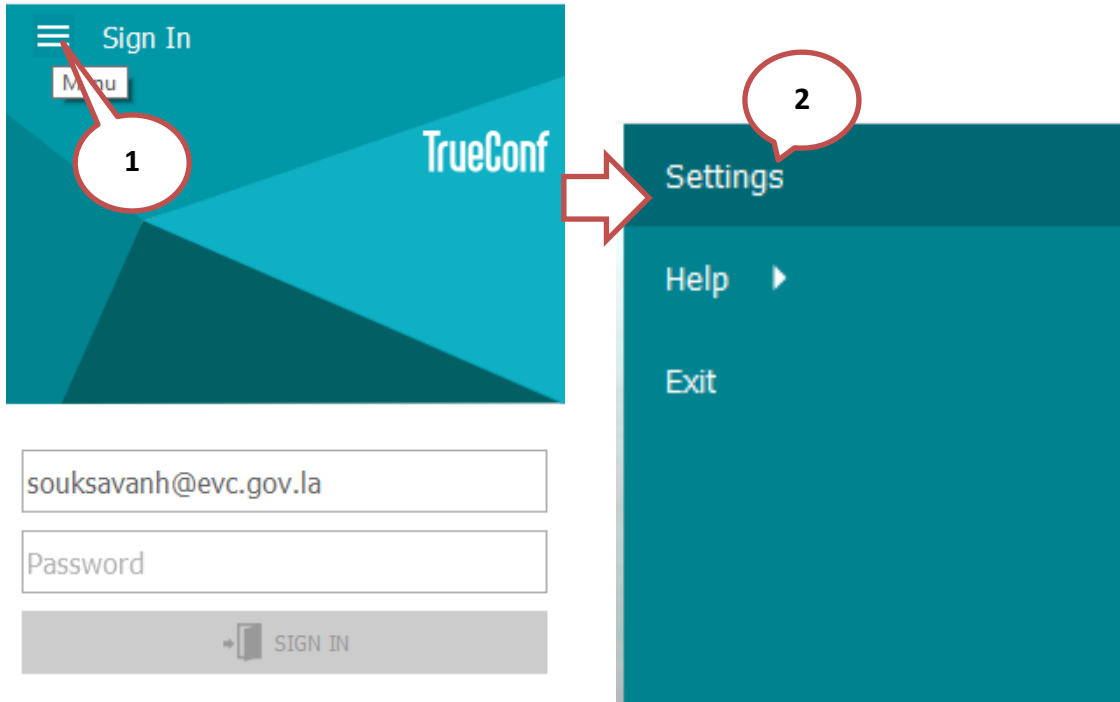 Sign In
Menu
1
TrueConf
souksavanh@evc.gov.la
Password
SIGN IN
2
Settings
Help
Exit